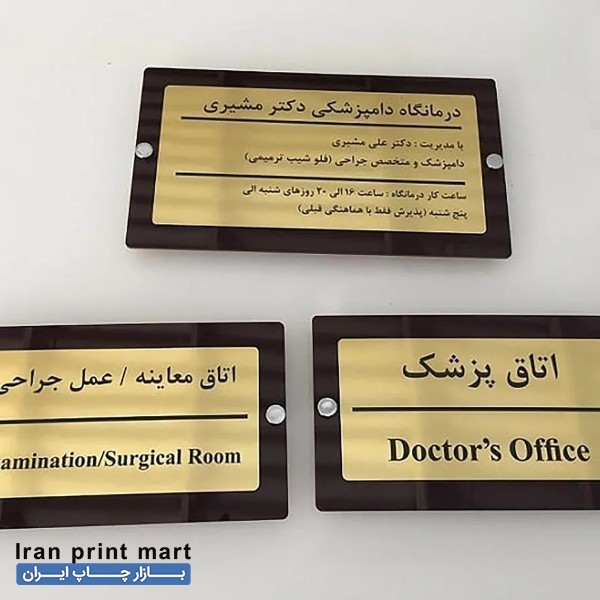 درمانگاه دامپزشکی دکتر مشیری
با مدیریت : دکتر علی مشیری
دامپزشک و متخصص جراحی (فلو شیپ ترمیمی)
ساعت کار درمانگاه : ساعت ۱۶ الی ۲۰ روزهای شنبه الی
پنج شنبه (پذیرش فقط با هماهنگی قبلی)
اتاق معاینه / عمل جراحی
amination/Surgical Room
اتاق پزشک
Doctor's Office
Iran print mart
بازار چاپ ایران